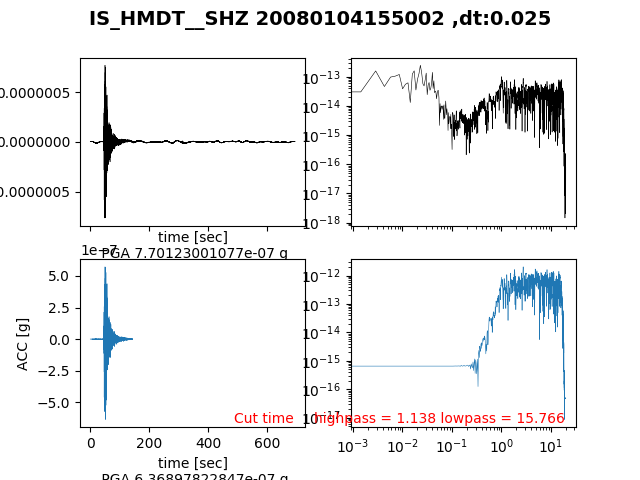 IS_HMDT__SHZ 20080104155002 ,dt:0.025
0.0000005
0.0000000
0.0000005
time [sec]
PGA 7.70123001077e-07 g
10⁻¹³
10⁻¹⁴
10⁻¹⁵
10⁻¹⁶
10⁻¹⁷
10⁻¹⁸
1e−7
5.0
2.5
0.0
−2.5
−5.0
ACC [g]
0 200 400 600
time [sec]
PGA 6.36897822847e-07 g
10⁻¹²
10⁻¹³
10⁻¹⁴
10⁻¹⁵
10⁻¹⁶
10⁻¹⁷
Cut time highpass = 1.138 lowpass = 15.766
10⁻³ 10⁻² 10⁻¹ 10⁰ 10¹